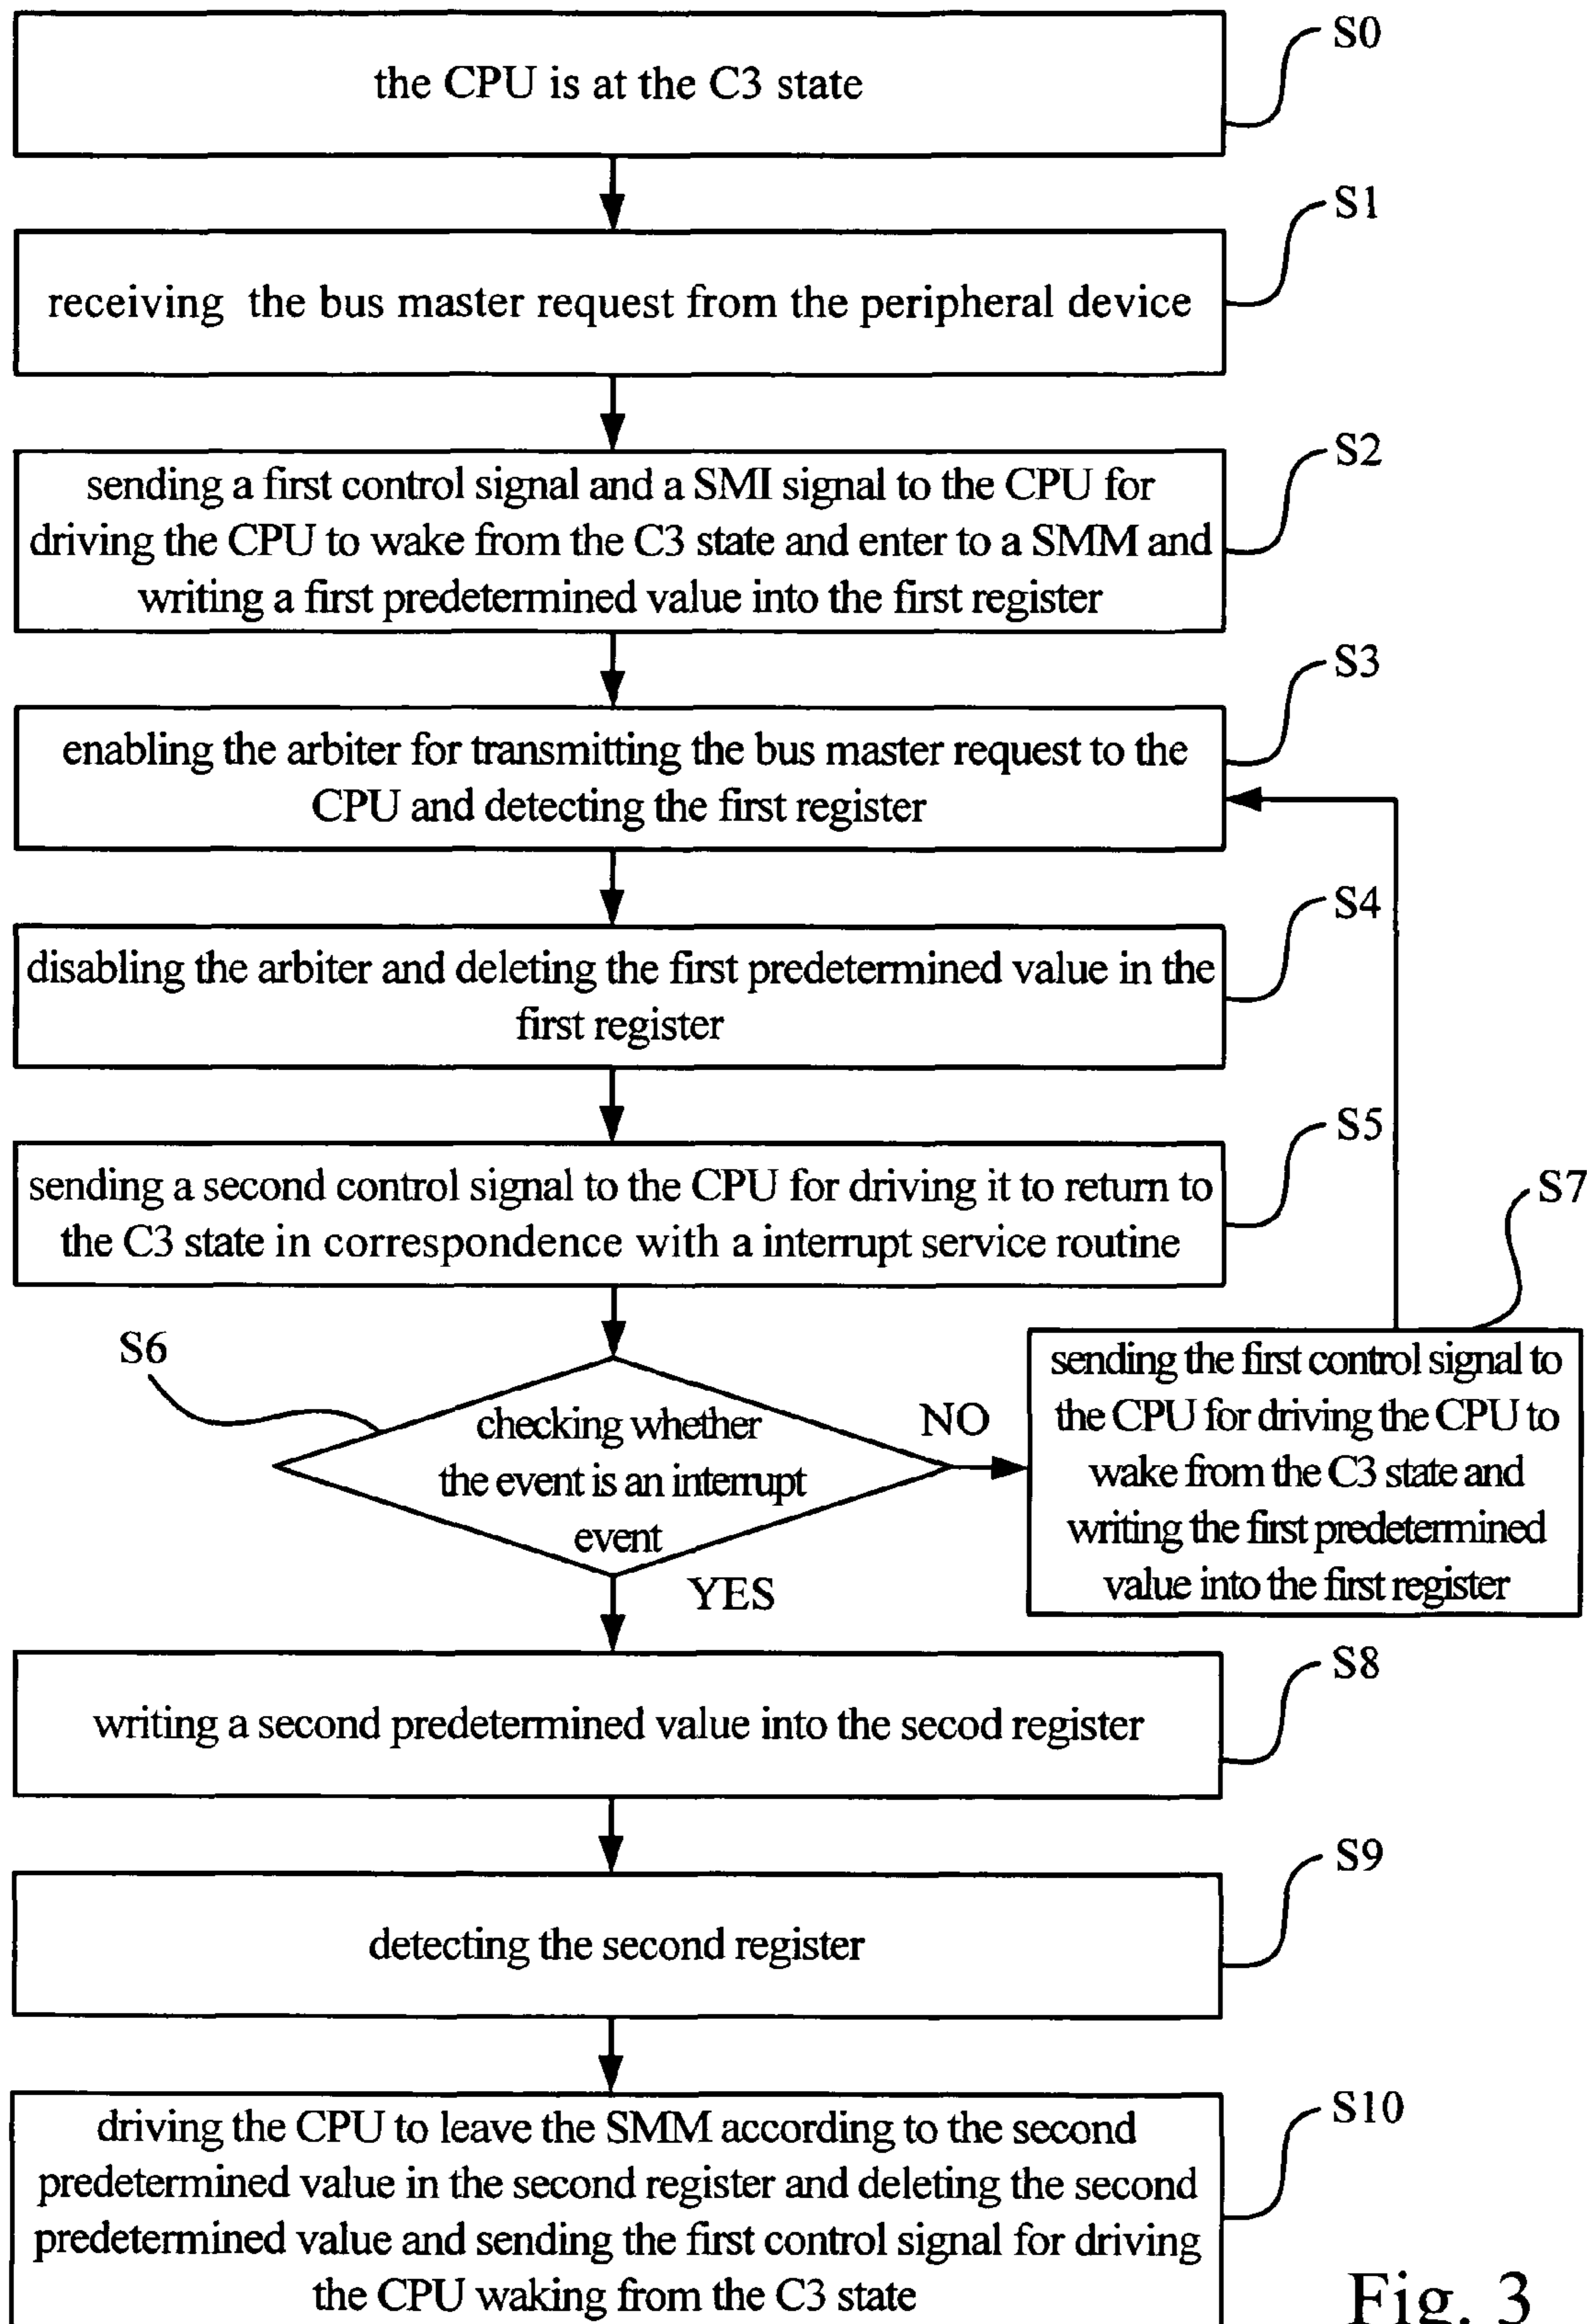 S0
the CPU is at the C3 state
S1
receiving the bus master request from the peripheral device
S2
sending a first control signal and a SMI signal to the CPU for
driving the CPU to wake from the C3 state and enter to a SMM and
writing a first predetermined value into the first register
S3
enabling the arbiter for transmitting the bus master request to the
CPU and detecting the first register
S4
disabling the arbiter and deleting the first predetermined value in the
first register
S5
sending a second control signal to the CPU for driving it to return to
the C3 state in correspondence with a interrupt service routine
S6
checking whether
the event is an interrupt
event
NO
YES
S7
sending the first control signal to
the CPU for driving the CPU to
wake from the C3 state and
writing the first predetermined
value into the first register
S8
writing a second predetermined value into the secod register
S9
detecting the second register
S10
driving the CPU to leave the SMM according to the second
predetermined value in the second register and deleting the second
predetermined value and sending the first control signal for driving
the CPU waking from the C3 state
Fig. 3